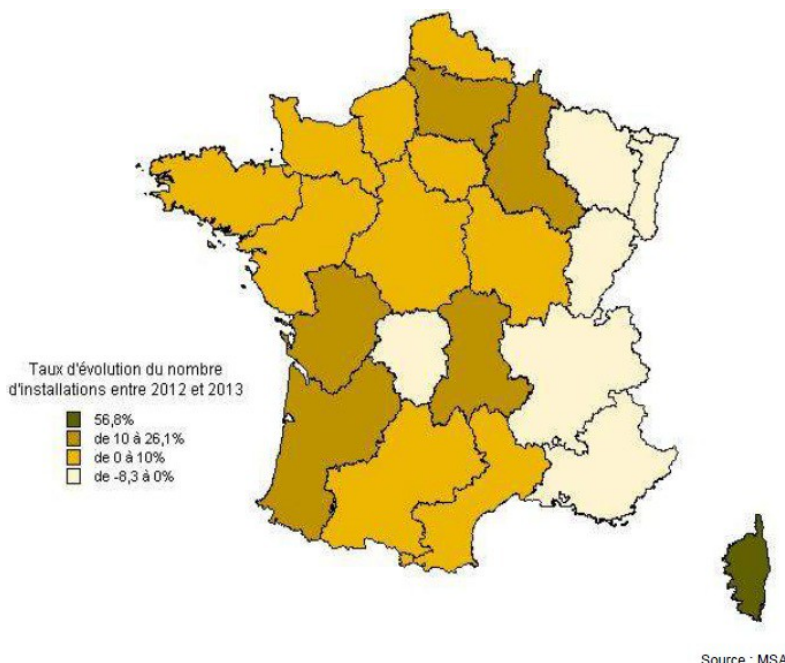 Taux d'évolution du nombre
d'installations entre 2012 et 2013
56,8%
de 10 à 26,1%
de 0 à 10%
de -8,3 à 0%
Source : MSA